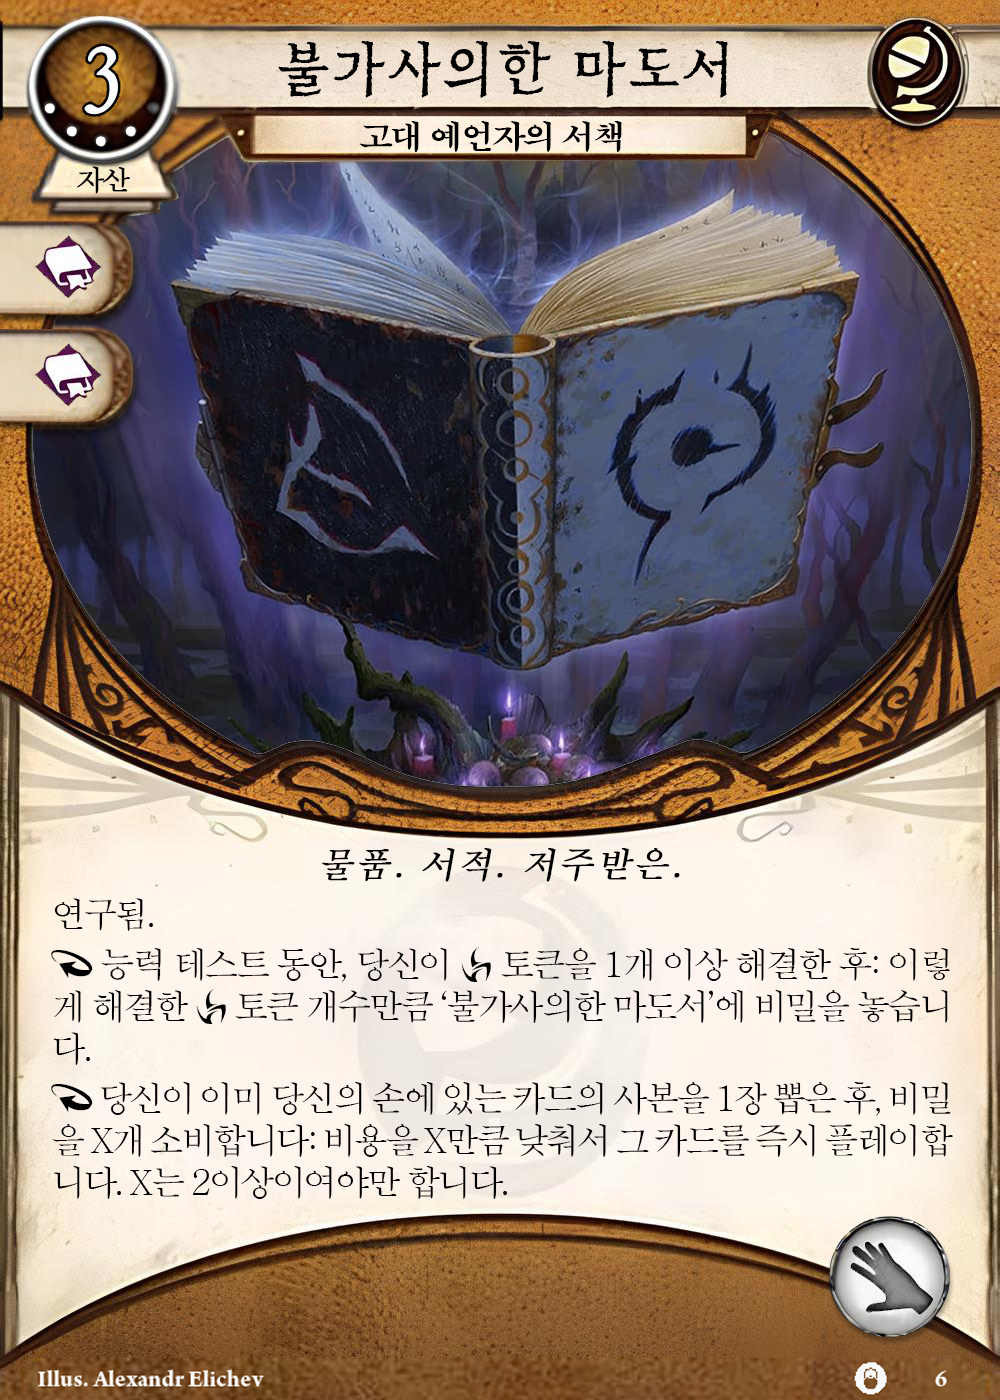 3
불가사의한 마도서
고대 예언자의 서책
자산
물품. 서적. 저주받은.
연구됨.
능력 테스트 동안, 당신이 토큰을 1개 이상 해결한 후: 이렇
게 해결한 토큰 개수만큼 ‘불가사의한 마도서’에 비밀을 놓습니
다.
당신이 이미 당신의 손에 있는 카드의 사본을 1장 뽑은 후, 비밀
을 X개 소비합니다: 비용을 X만큼 낮춰서 그 카드를 즉시 플레이합
니다. X는 2이상이여야만 합니다.
Illus. Alexandr Elichev
6